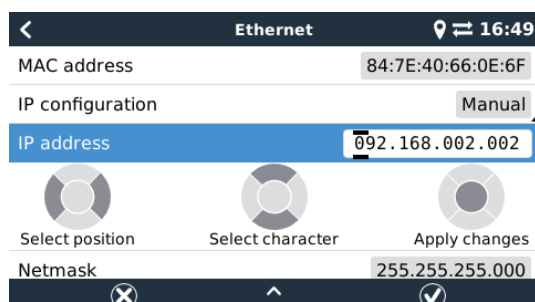 Ethernet 16:49
MAC address 84:7E:40:66:0E:6F
IP configuration Manual
IP address 092.168.002.002
Select position Select character Apply changes
Netmask 255.255.255.000